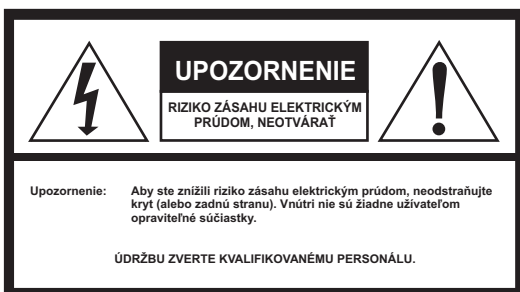 UPOZORNENIE
RIZIKO ZÁSAHU ELEKTRICKÝM
PRÚDOM, NEOTVÁRAŤ
Upozornenie: Aby ste znížili riziko zásahu elektrickým prúdom, neodstraňujte
kryt (alebo zadnú stranu). Vnútri nie sú žiadne užívateľom
opraviteľné súčiastky.
ÚDRŽBU ZVERTE KVALIFIKOVANÉMU PERSONÁLU.